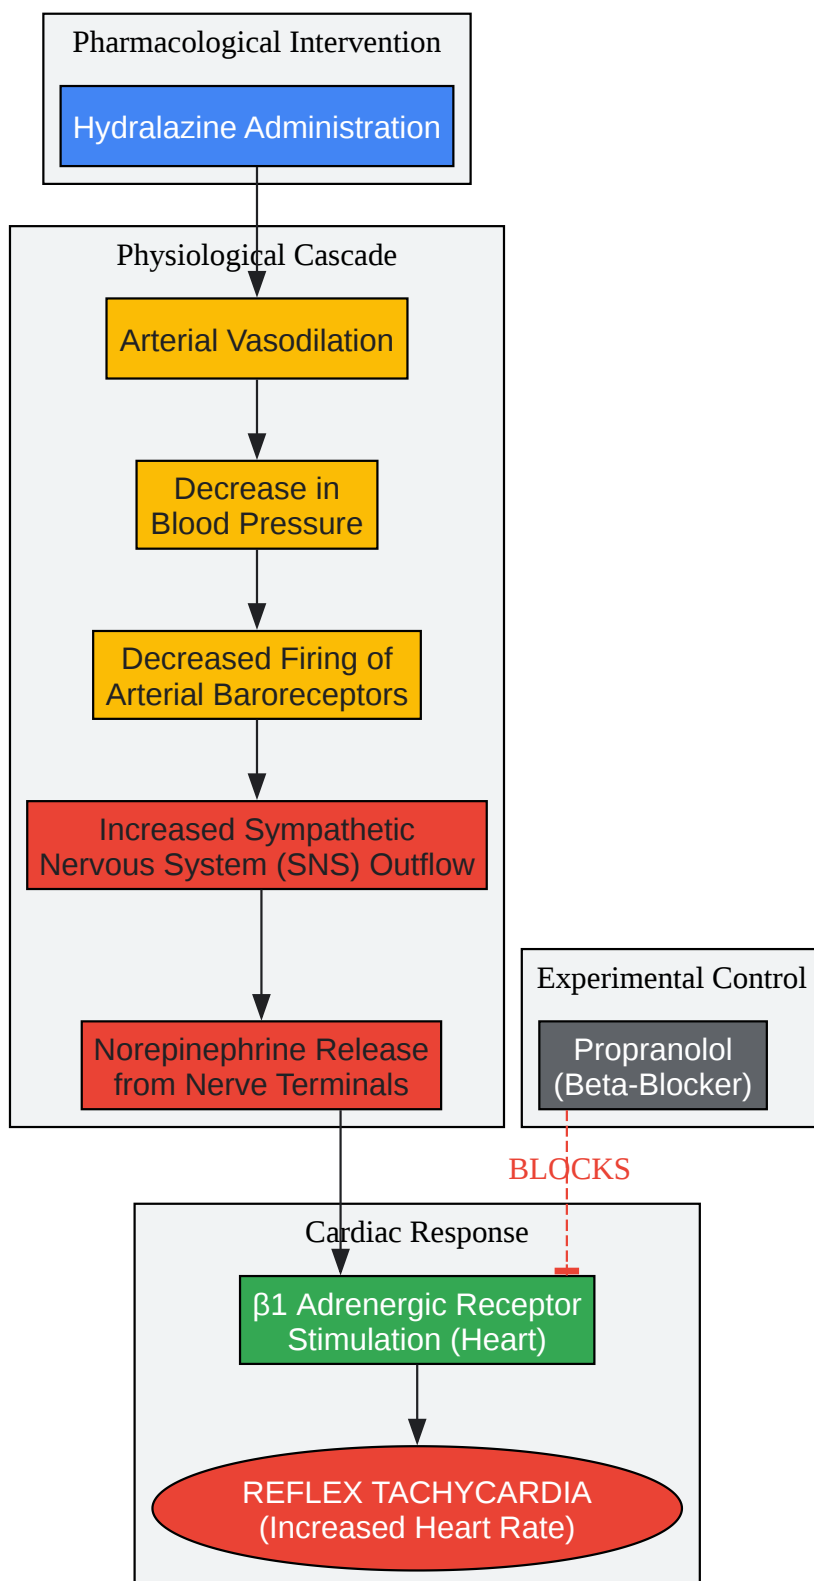 Pharmacological Intervention
Hydralazine Administration
Physiological Cascade
Arterial Vasodilation
Decrease in
Blood Pressure
Decreased Firing of
Arterial Baroreceptors
Increased Sympathetic
Nervous System (SNS) Outflow
Experimental Control
Norepinephrine Release
from Nerve Terminals
Propranolol
(Beta-Blocker)
BLOCKS
Cardiac Response
β1 Adrenergic Receptor
Stimulation (Heart)
REFLEX TACHYCARDIA
(Increased Heart Rate)